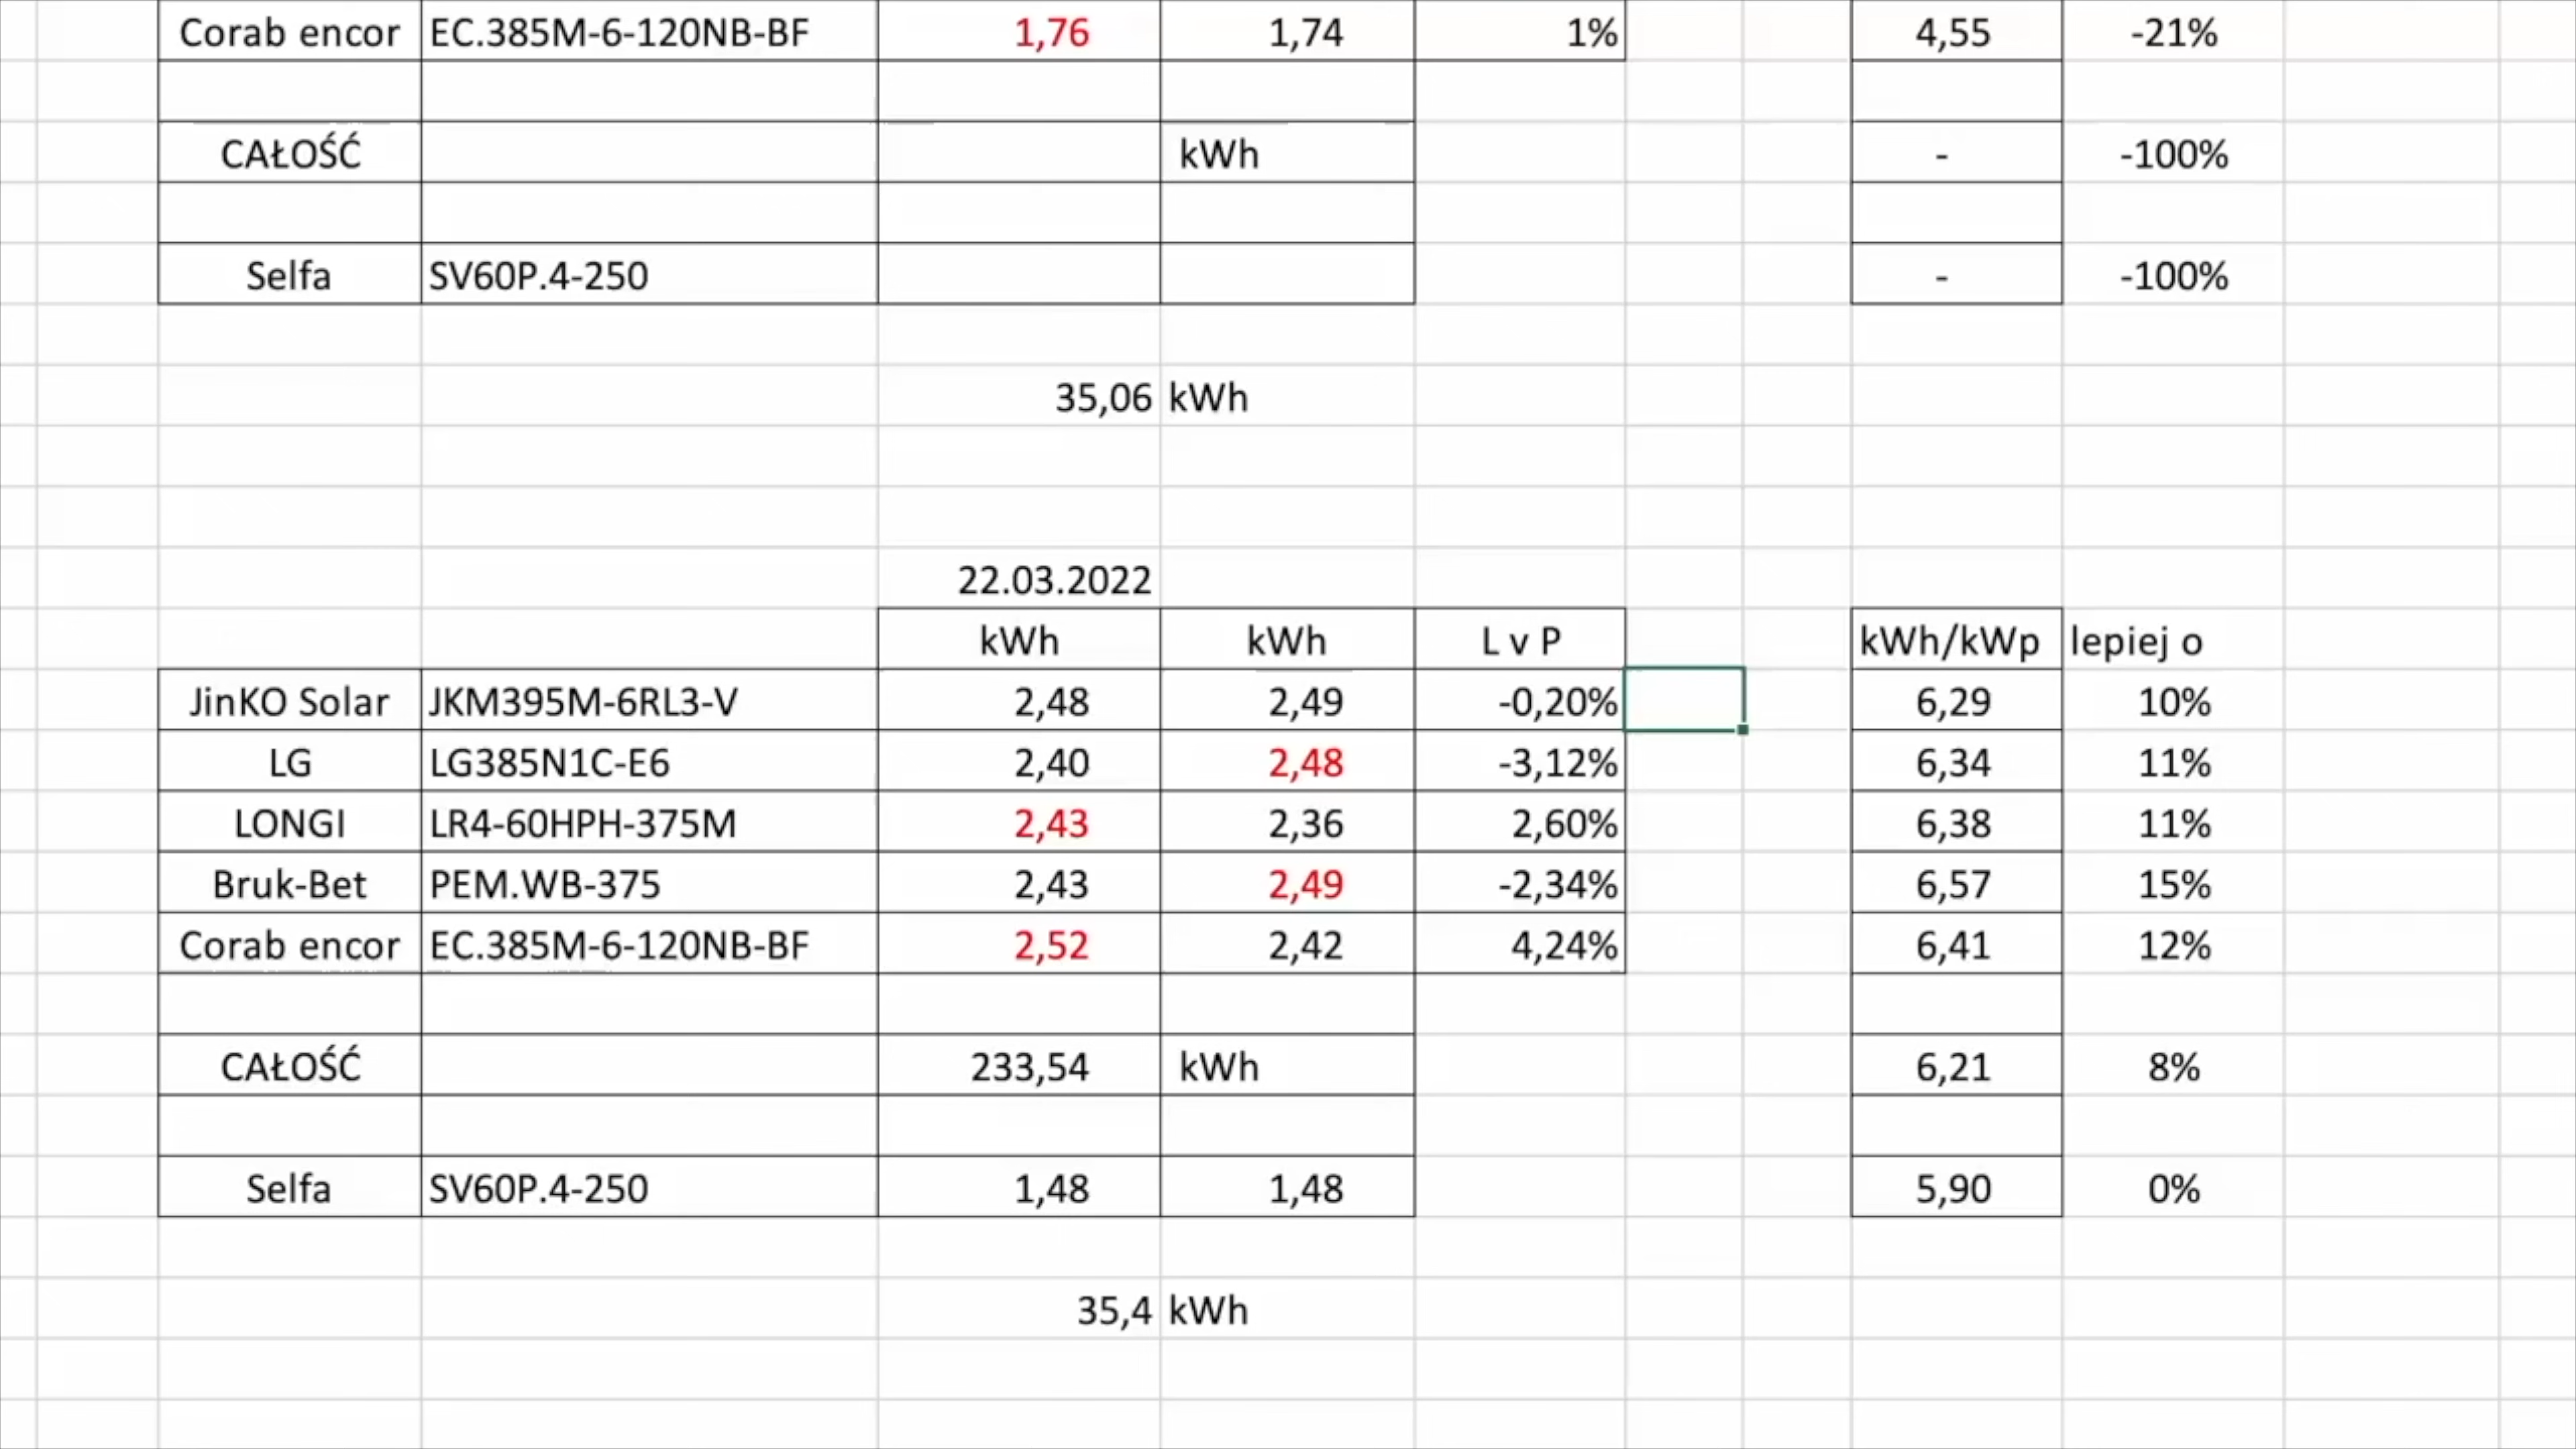 Corab encor EC.385M-6-120NB-BF 1,76 1,74 1% 4,55 -21%
CAŁOŚĆ kWh - -100%
Selfa SV60P.4-250 - -100%
35,06 kWh
22.03.2022
kWh kWh L v P kWh/kWp lepiej o
JinKO Solar JKM395M-6RL3-V 2,48 2,49 -0,20% 6,29 10%
LG LG385N1C-E6 2,40 2,48 -3,12% 6,34 11%
LONGI LR4-60HPH-375M 2,43 2,36 2,60% 6,38 11%
Bruk-Bet PEM.WB-375 2,43 2,49 -2,34% 6,57 15%
Corab encor EC.385M-6-120NB-BF 2,52 2,42 4,24% 6,41 12%
CAŁOŚĆ 233,54 kWh 6,21 8%
Selfa SV60P.4-250 1,48 1,48 5,90 0%
35,4 kWh